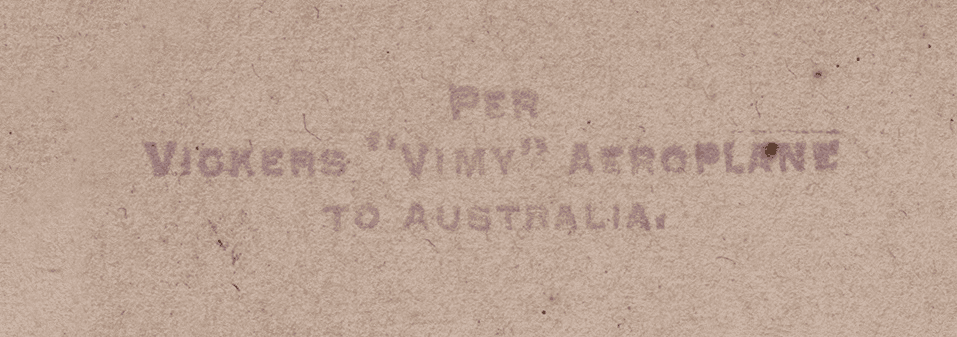 PER
VICKERS "VIMY" AEROPLANE
TO AUSTRALIA.